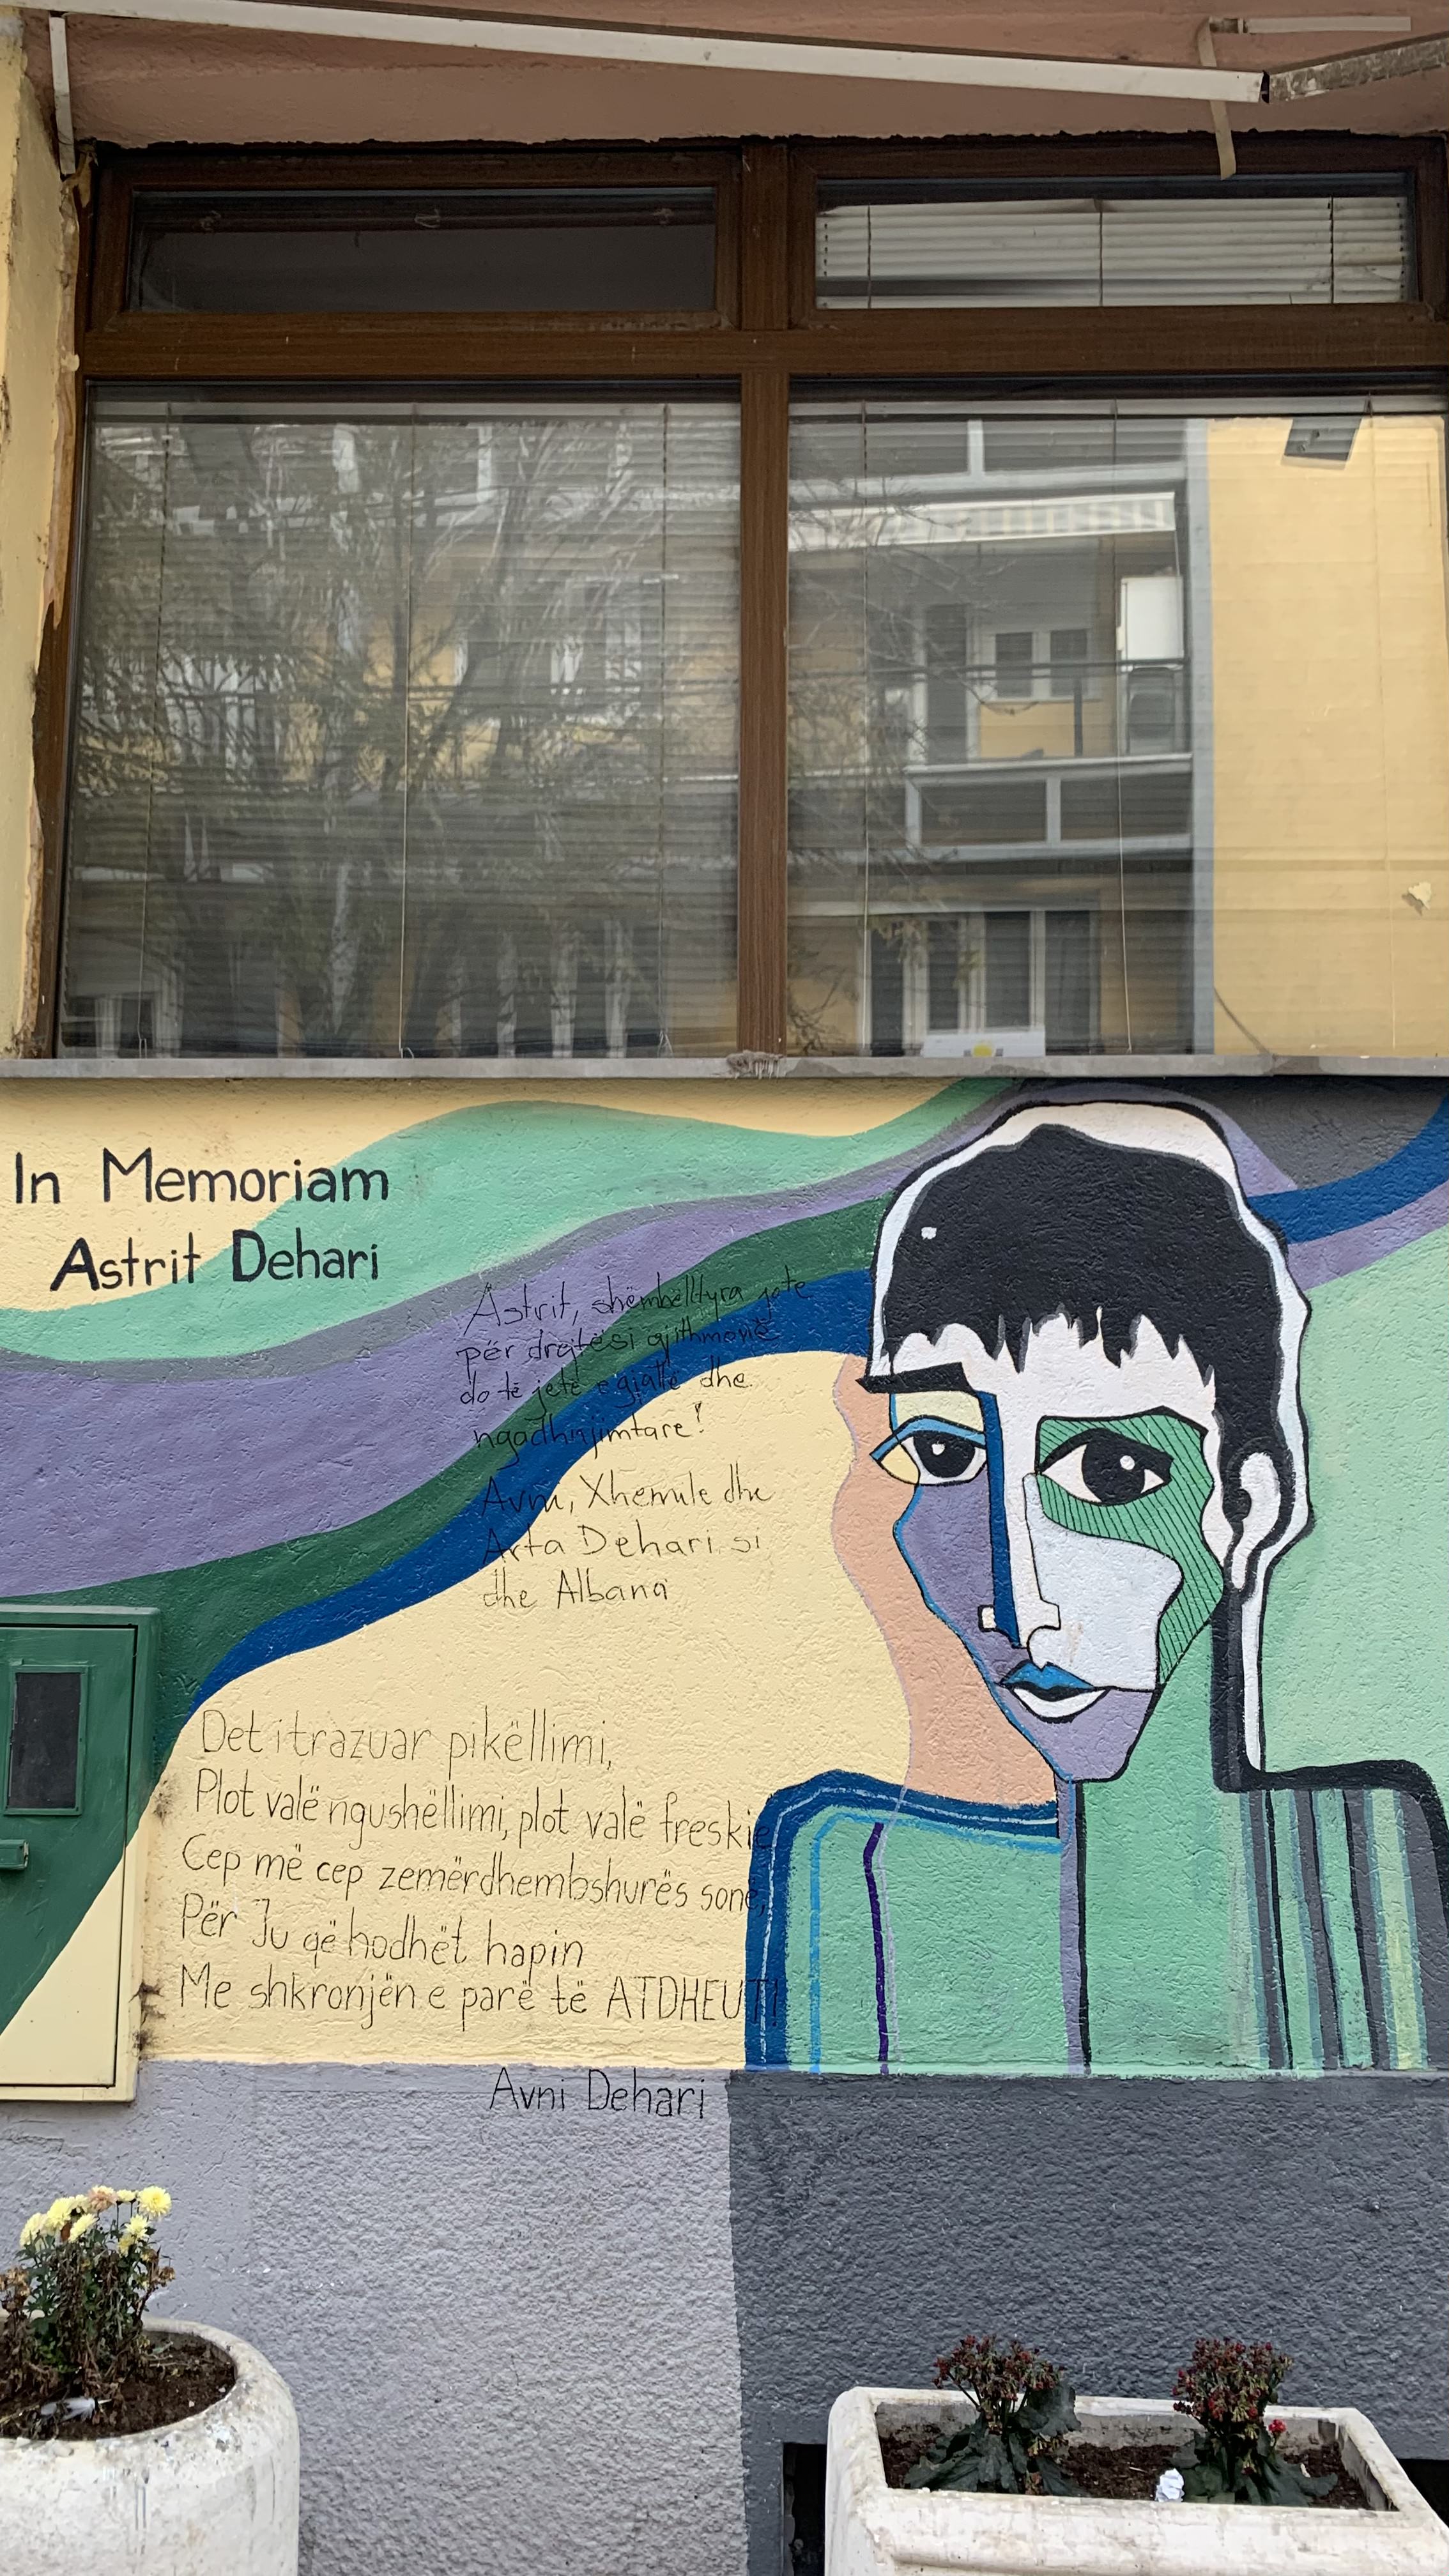 In Memoriam
Astrit Dehari
Astrit, shëmbëlltyra jote
për drejtësi gjithmonë
do të jetë e gjallë dhe
ngadhnjimtare!
Avni, Xhemile dhe
Arta Dehari si
dhe Albana
Det i trazuar pikëllimi,
Plot valë ngushëllimi, plot valë freskie
Cep më cep zemërdhembshurës sonë,
Për Ju që hodhët hapin
Me shkronjën e parë të ATDHEUT!
Avni Dehari